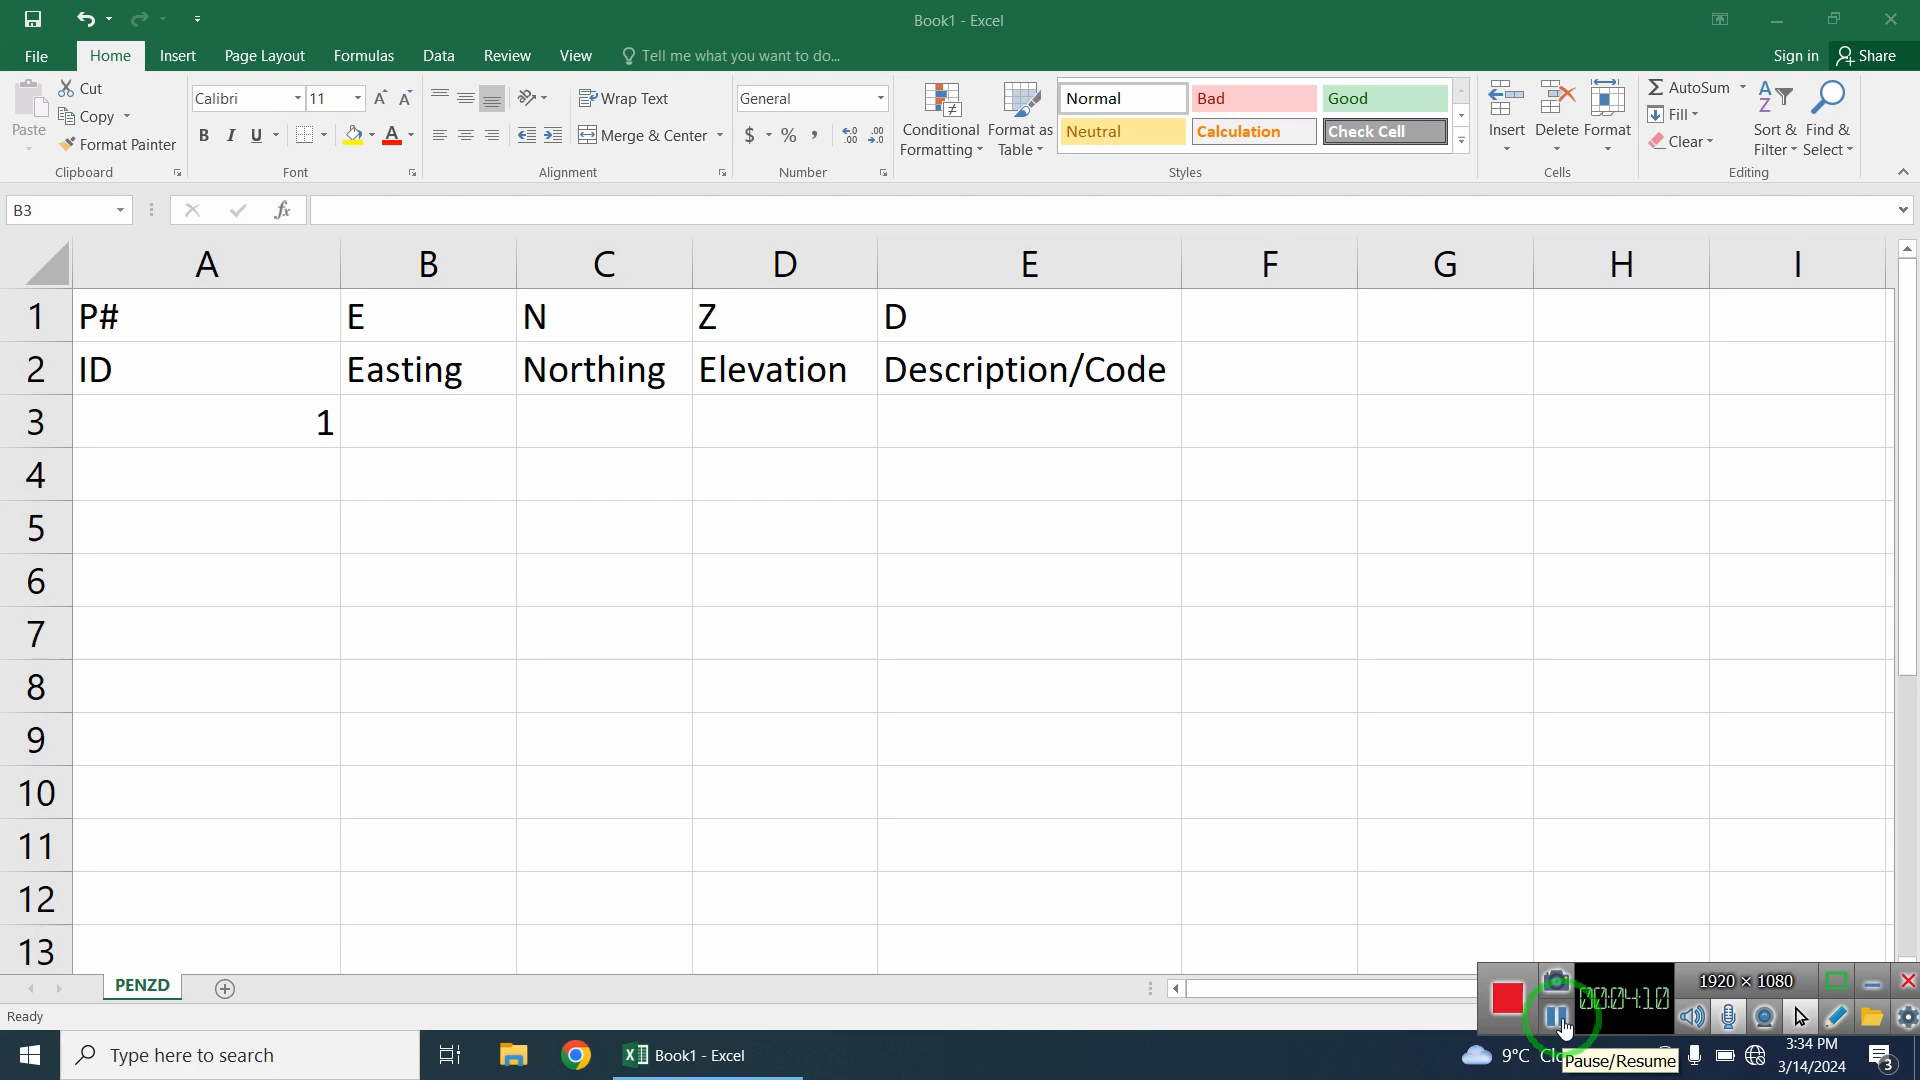 Book1 - Excel
File Home Insert Page Layout Formulas Data Review View Tell me what you want to do... Sign in Share
Paste Cut Copy Format Painter Clipboard
Calibri 11 B I U A Font
Wrap Text Merge & Center Alignment
General $ % , Number
Conditional Formatting Format as Table
Normal Bad Good
Neutral Calculation Check Cell
Styles
Insert Delete Format Cells
AutoSum Fill Clear Sort & Filter Find & Select Editing
B3 fx
A B C D E F G H I
1 P# E N Z D
2 ID Easting Northing Elevation Description/Code
3 1
4
5
6
7
8
9
10
11
12
13
PENZD
Ready
1920 × 1080
00:04:10
Type here to search
Book1 - Excel
9°C
Pause/Resume
3:34 PM
3/14/2024
3